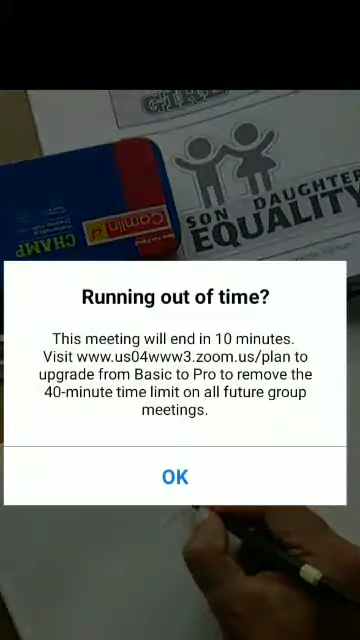 GIRL
SON DAUGHTER
EQUALITY
Camlin
CHAMP
Running out of time?
This meeting will end in 10 minutes.
Visit www.us04www3.zoom.us/plan to
upgrade from Basic to Pro to remove the
40-minute time limit on all future group
meetings.
OK